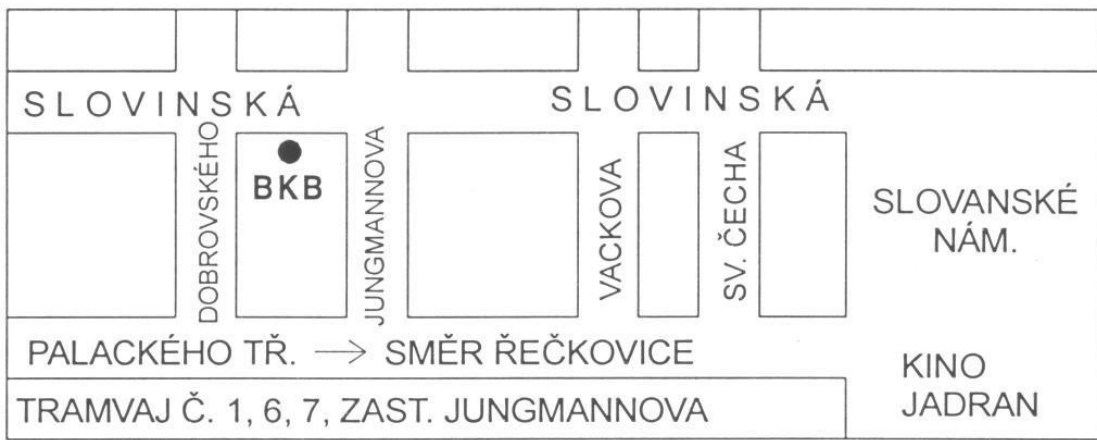 SLOVINSKÁ
SLOVINSKÁ
DOBROVSKÉHO
BKB
JUNGMANNOVA
VACKOVA
SV. ČECHA
SLOVANSKÉ
NÁM.
PALACKÉHO TŘ. → SMĚR ŘEČKOVICE
KINO
JADRAN
TRAMVAJ Č. 1, 6, 7, ZAST. JUNGMANNOVA